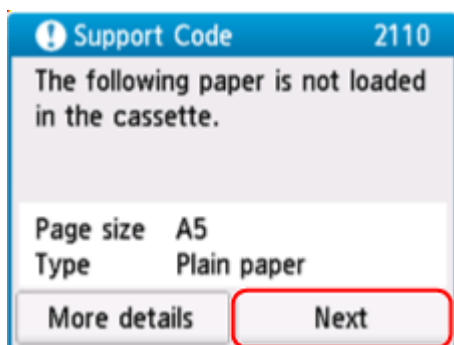 Support Code 2110
The following paper is not loaded
in the cassette.
Page size A5
Type Plain paper
More details Next